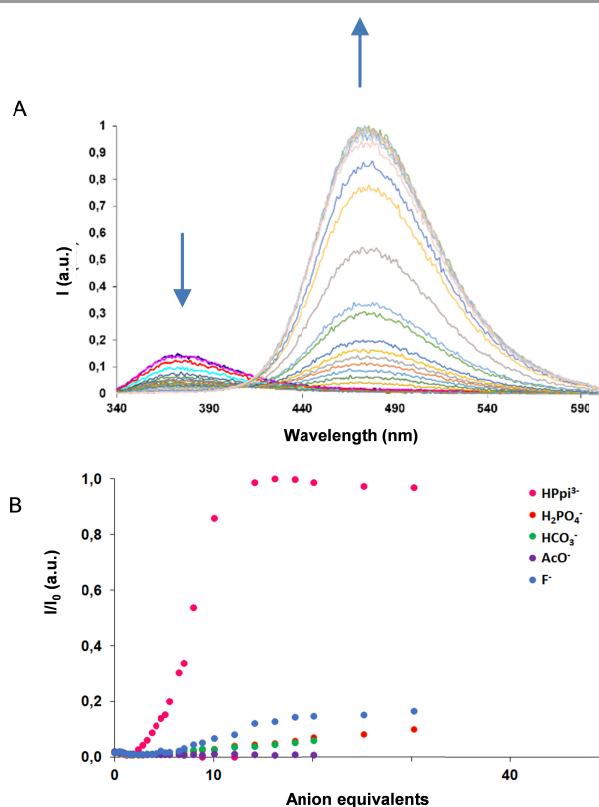 A
I (a.u.)
1
0,9
0,8
0,7
0,6
0,5
0,4
0,3
0,2
0,1
0
340 390 440 490 540 590
Wavelength (nm)
B
I/I₀ (a.u.)
1,0
0,8
0,6
0,4
0,2
0,0
0 10 40
Anion equivalents
HPpi³⁻
H₂PO₄⁻
HCO₃⁻
AcO⁻
F⁻